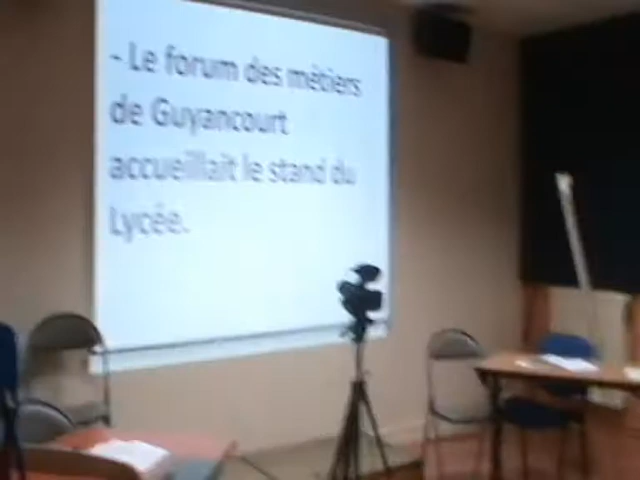 - Le forum des métiers
de Guyancourt
accueillait le stand du
Lycée.